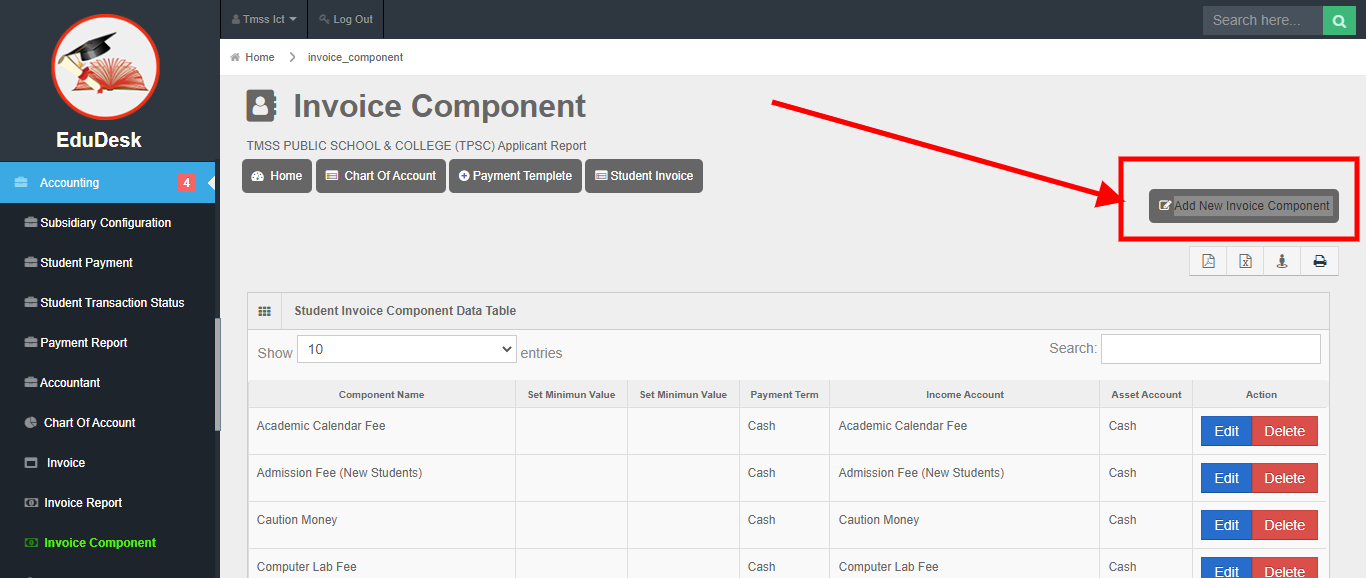 Tmss Ict
Log Out
Search here...
EduDesk
Home
invoice_component
Invoice Component
TMSS PUBLIC SCHOOL & COLLEGE (TPSC) Applicant Report
Home
Chart Of Account
Payment Templete
Student Invoice
Add New Invoice Component
Accounting 4
Subsidiary Configuration
Student Payment
Student Transaction Status
Payment Report
Accountant
Chart Of Account
Invoice
Invoice Report
Invoice Component
Student Invoice Component Data Table
Show 10 entries
Search:
Component Name Set Minimun Value Set Minimun Value Payment Term Income Account Asset Account Action
Academic Calendar Fee Cash Academic Calendar Fee Cash Edit Delete
Admission Fee (New Students) Cash Admission Fee (New Students) Cash Edit Delete
Caution Money Cash Caution Money Cash Edit Delete
Computer Lab Fee Cash Computer Lab Fee Cash Edit Delete